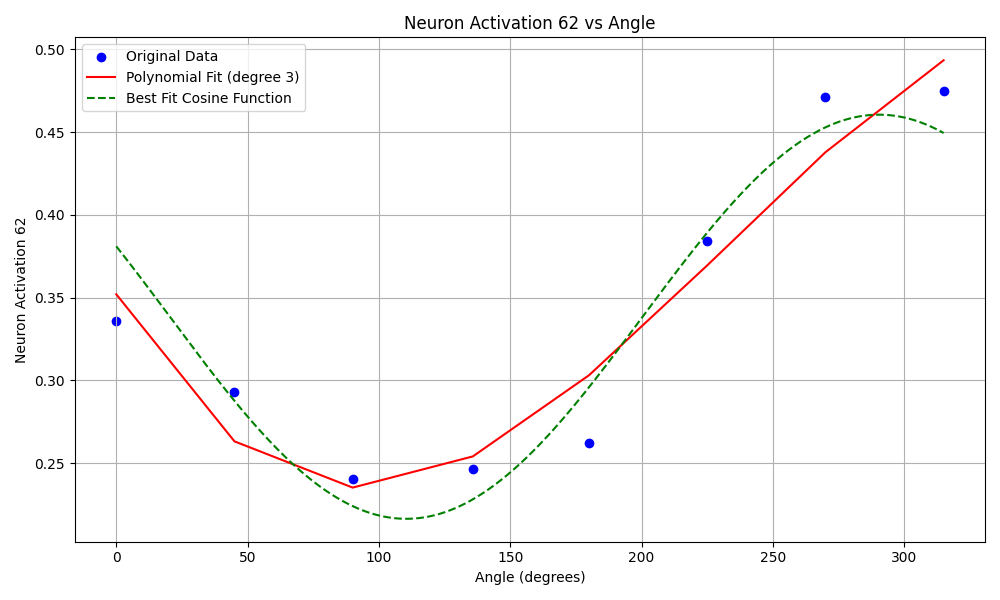 Neuron Activation 62 vs Angle
Original Data
Polynomial Fit (degree 3)
Best Fit Cosine Function
0.50
0.45
0.40
0.35
0.30
0.25
Neuron Activation 62
0
50
100
150
200
250
300
Angle (degrees)